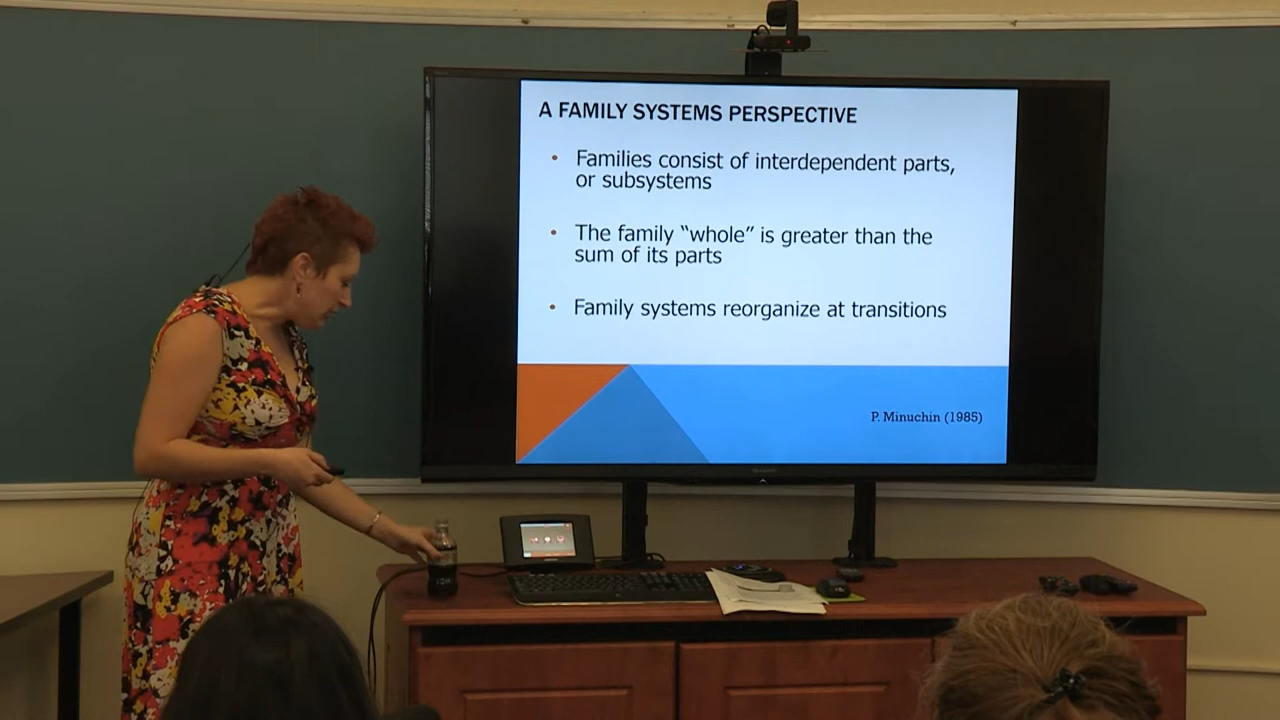 A FAMILY SYSTEMS PERSPECTIVE
• Families consist of interdependent parts,
or subsystems
• The family “whole” is greater than the
sum of its parts
• Family systems reorganize at transitions
P. Minuchin (1985)